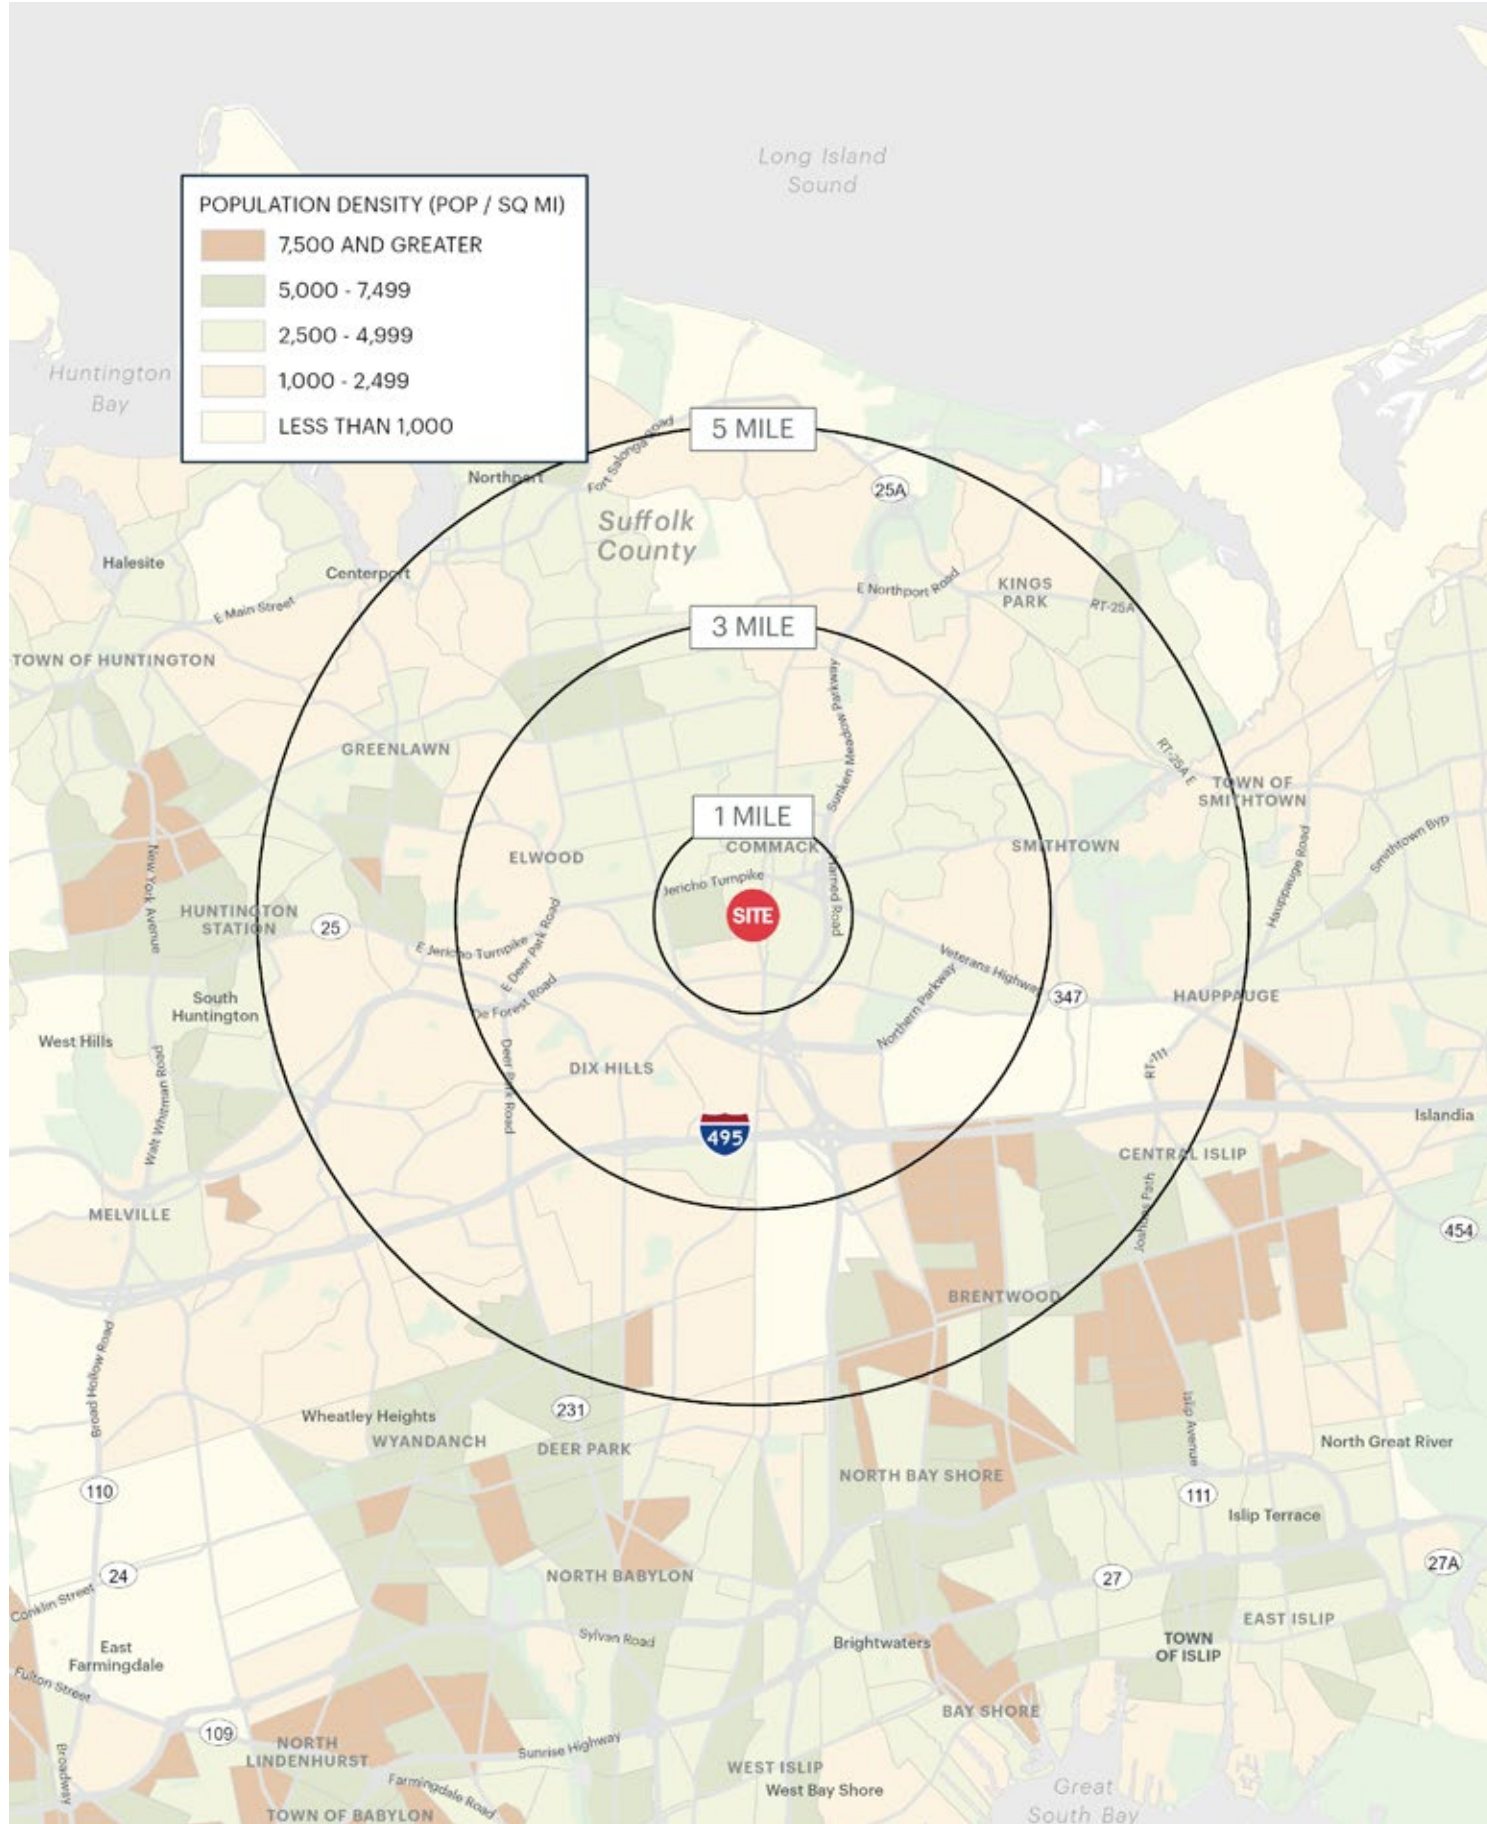 Long Island
Sound
POPULATION DENSITY (POP / SQ MI)
7,500 AND GREATER
5,000 - 7,499
2,500 - 4,999
1,000 - 2,499
LESS THAN 1,000
Huntington
Bay
5 MILE
Fort Salonga Road
Northport
25A
Suffolk
County
Halesite
Centerport
E Main Street
E Northport Road
KINGS
PARK
RT-25A
3 MILE
TOWN OF HUNTINGTON
Sunken Meadow Parkway
GREENLAWN
RT-25A E
TOWN OF
SMITHTOWN
1 MILE
COMMACK
SMITHTOWN
Smithtown Byp
ELWOOD
Jericho Turnpike
Harned Road
Hauppauge Road
New York Avenue
HUNTINGTON
STATION
25
SITE
E Jericho Turnpike
E Deer Park Road
Veterans Highway
De Forest Road
Northern Parkway
347
HAUPPAUGE
South
Huntington
West Hills
DIX HILLS
Deer Park Road
RT-111
Walt Whitman Road
495
Islandia
CENTRAL ISLIP
MELVILLE
Joshuas Path
454
BRENTWOOD
Broad Hollow Road
Wheatley Heights
231
WYANDANCH
DEER PARK
Islip Avenue
North Great River
NORTH BAY SHORE
110
111
Islip Terrace
24
NORTH BABYLON
27
27A
Conklin Street
EAST ISLIP
Sylvan Road
Brightwaters
TOWN
OF ISLIP
East
Farmingdale
Fulton Street
BAY SHORE
109
NORTH
LINDENHURST
Sunrise Highway
Broadway
WEST ISLIP
West Bay Shore
Farmingdale Road
TOWN OF BABYLON
Great
South Bay